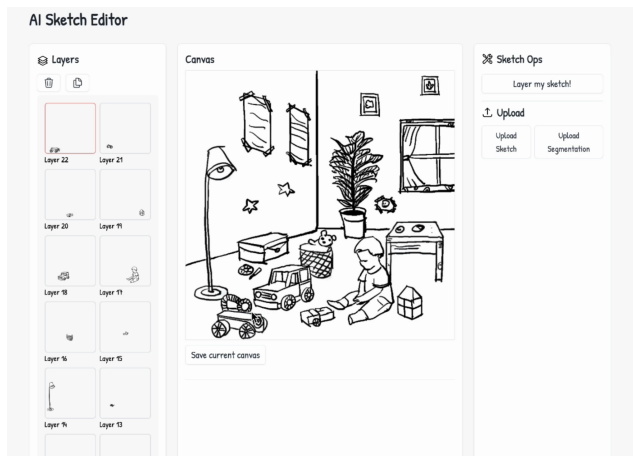 AI Sketch Editor
Layers
Layer 22
Layer 21
Layer 20
Layer 19
Layer 18
Layer 17
Layer 16
Layer 15
Layer 14
Layer 13
Canvas
Save current canvas
Sketch Ops
Layer my sketch!
Upload
Upload
Sketch
Upload
Segmentation